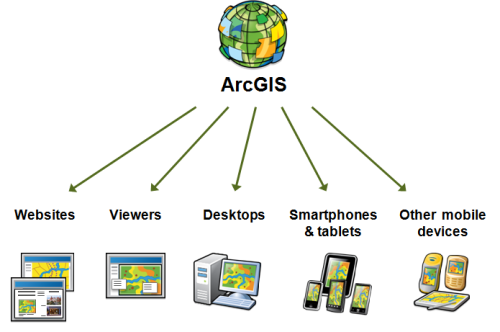 ArcGIS
Websites
Viewers
Desktops
Smartphones
& tablets
Other mobile
devices